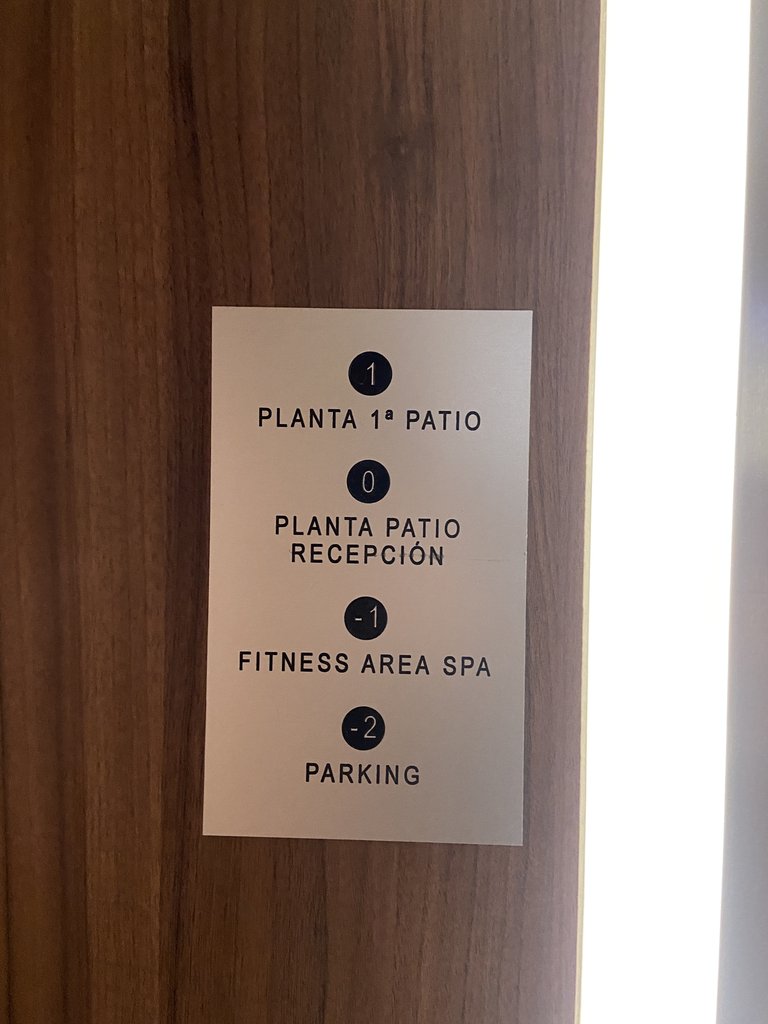 1
PLANTA 1ª PATIO
0
PLANTA PATIO
RECEPCIÓN
-1
FITNESS AREA SPA
-2
PARKING